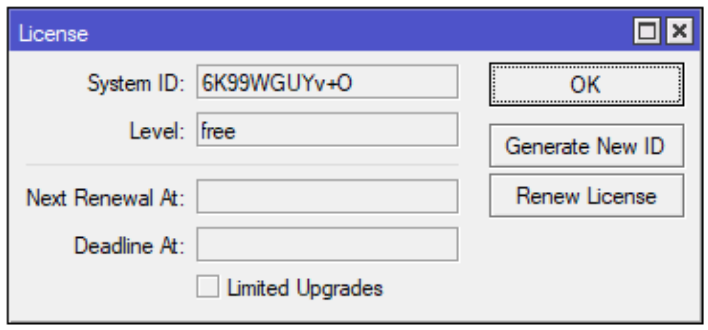 License
System ID: 6K99WGUYv+O
OK
Level: free
Generate New ID
Next Renewal At:
Renew License
Deadline At:
Limited Upgrades